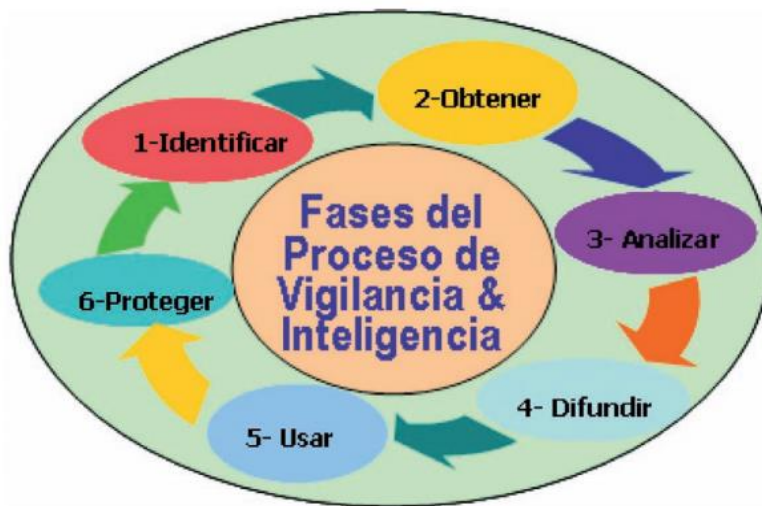 Fases del
Proceso de
Vigilancia &
Inteligencia
1-Identificar
2-Obtener
3- Analizar
4- Difundir
5- Usar
6-Proteger